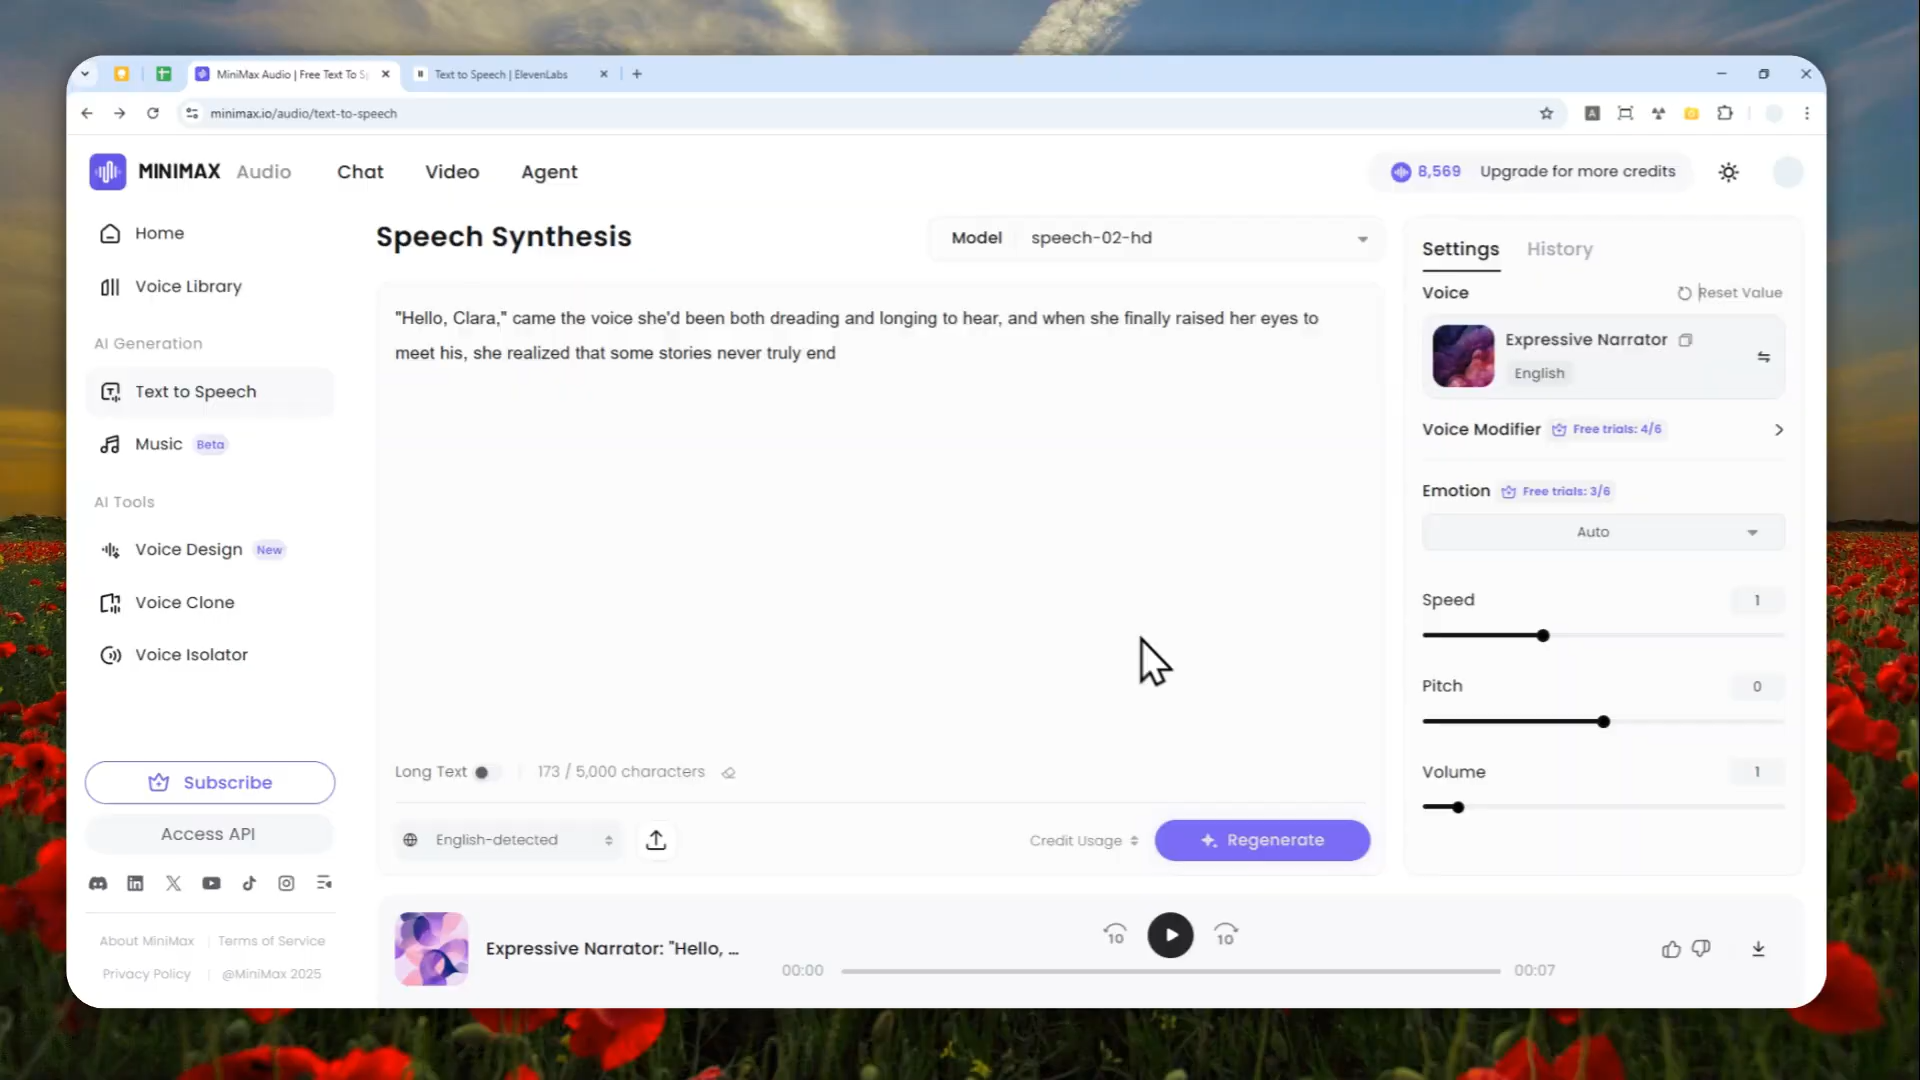 MiniMax Audio | Free Text To S
Text to Speech | ElevenLabs
minimax.io/audio/text-to-speech
MINIMAX Audio
Chat
Video
Agent
8,569 Upgrade for more credits
Home
Voice Library
AI Generation
Text to Speech
Music Beta
AI Tools
Voice Design New
Voice Clone
Voice Isolator
Subscribe
Access API
About MiniMax | Terms of Service
Privacy Policy | @MiniMax 2025
Speech Synthesis
Model speech-02-hd
"Hello, Clara," came the voice she'd been both dreading and longing to hear, and when she finally raised her eyes to
meet his, she realized that some stories never truly end
Long Text
173 / 5,000 characters
English-detected
Credit Usage
Regenerate
Settings History
Voice Reset Value
Expressive Narrator
English
Voice Modifier Free trials: 4/6
Emotion Free trials: 3/6
Auto
Speed 1
Pitch 0
Volume 1
Expressive Narrator: "Hello, ...
10
10
00:00
00:07